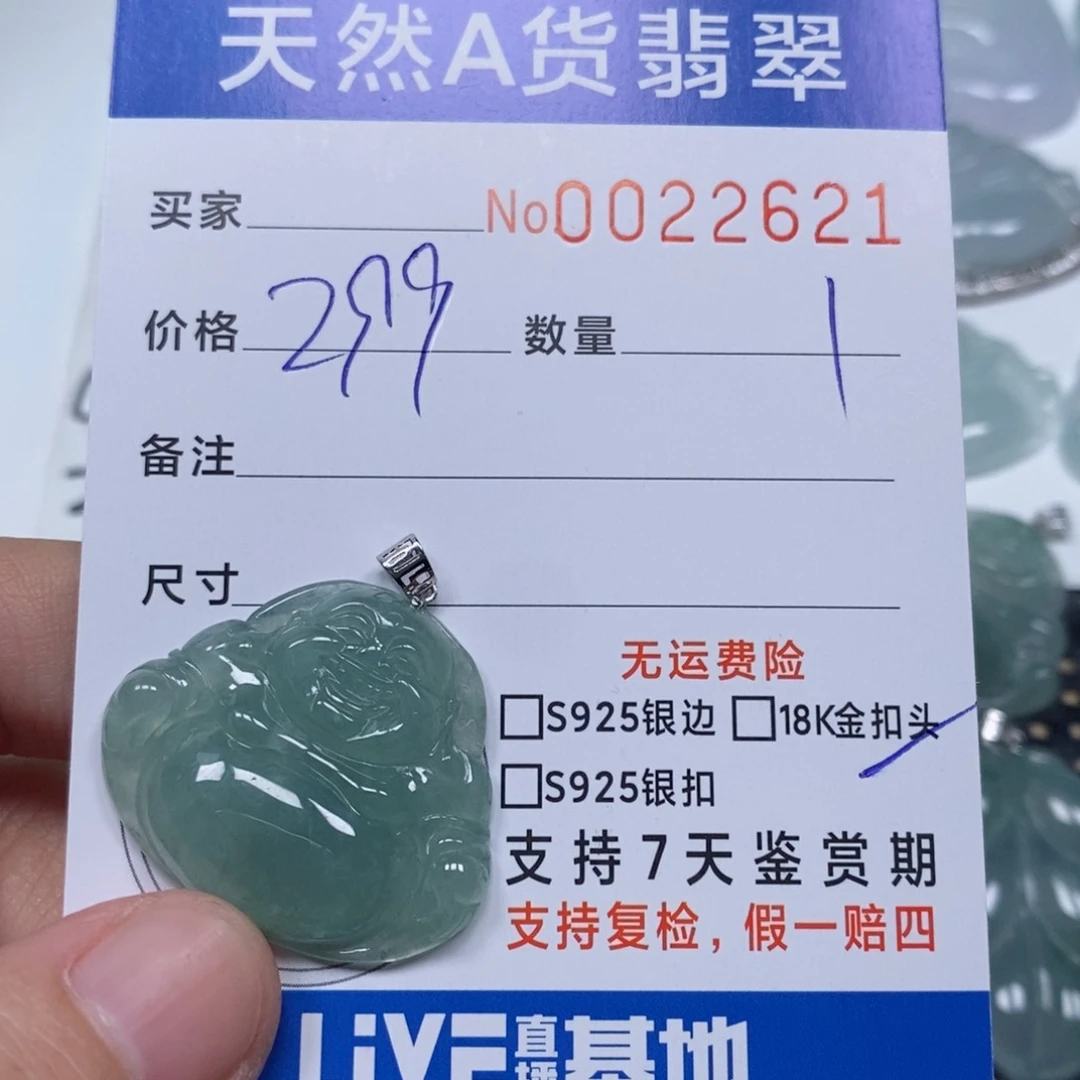 天然A货翡翠
买家 No 0022621
价格 299 数量 1
备注
尺寸
无运费险
S925银边 18K金扣头
S925银扣
支持7天鉴赏期
支持复检，假一赔四
LiVE直播基地